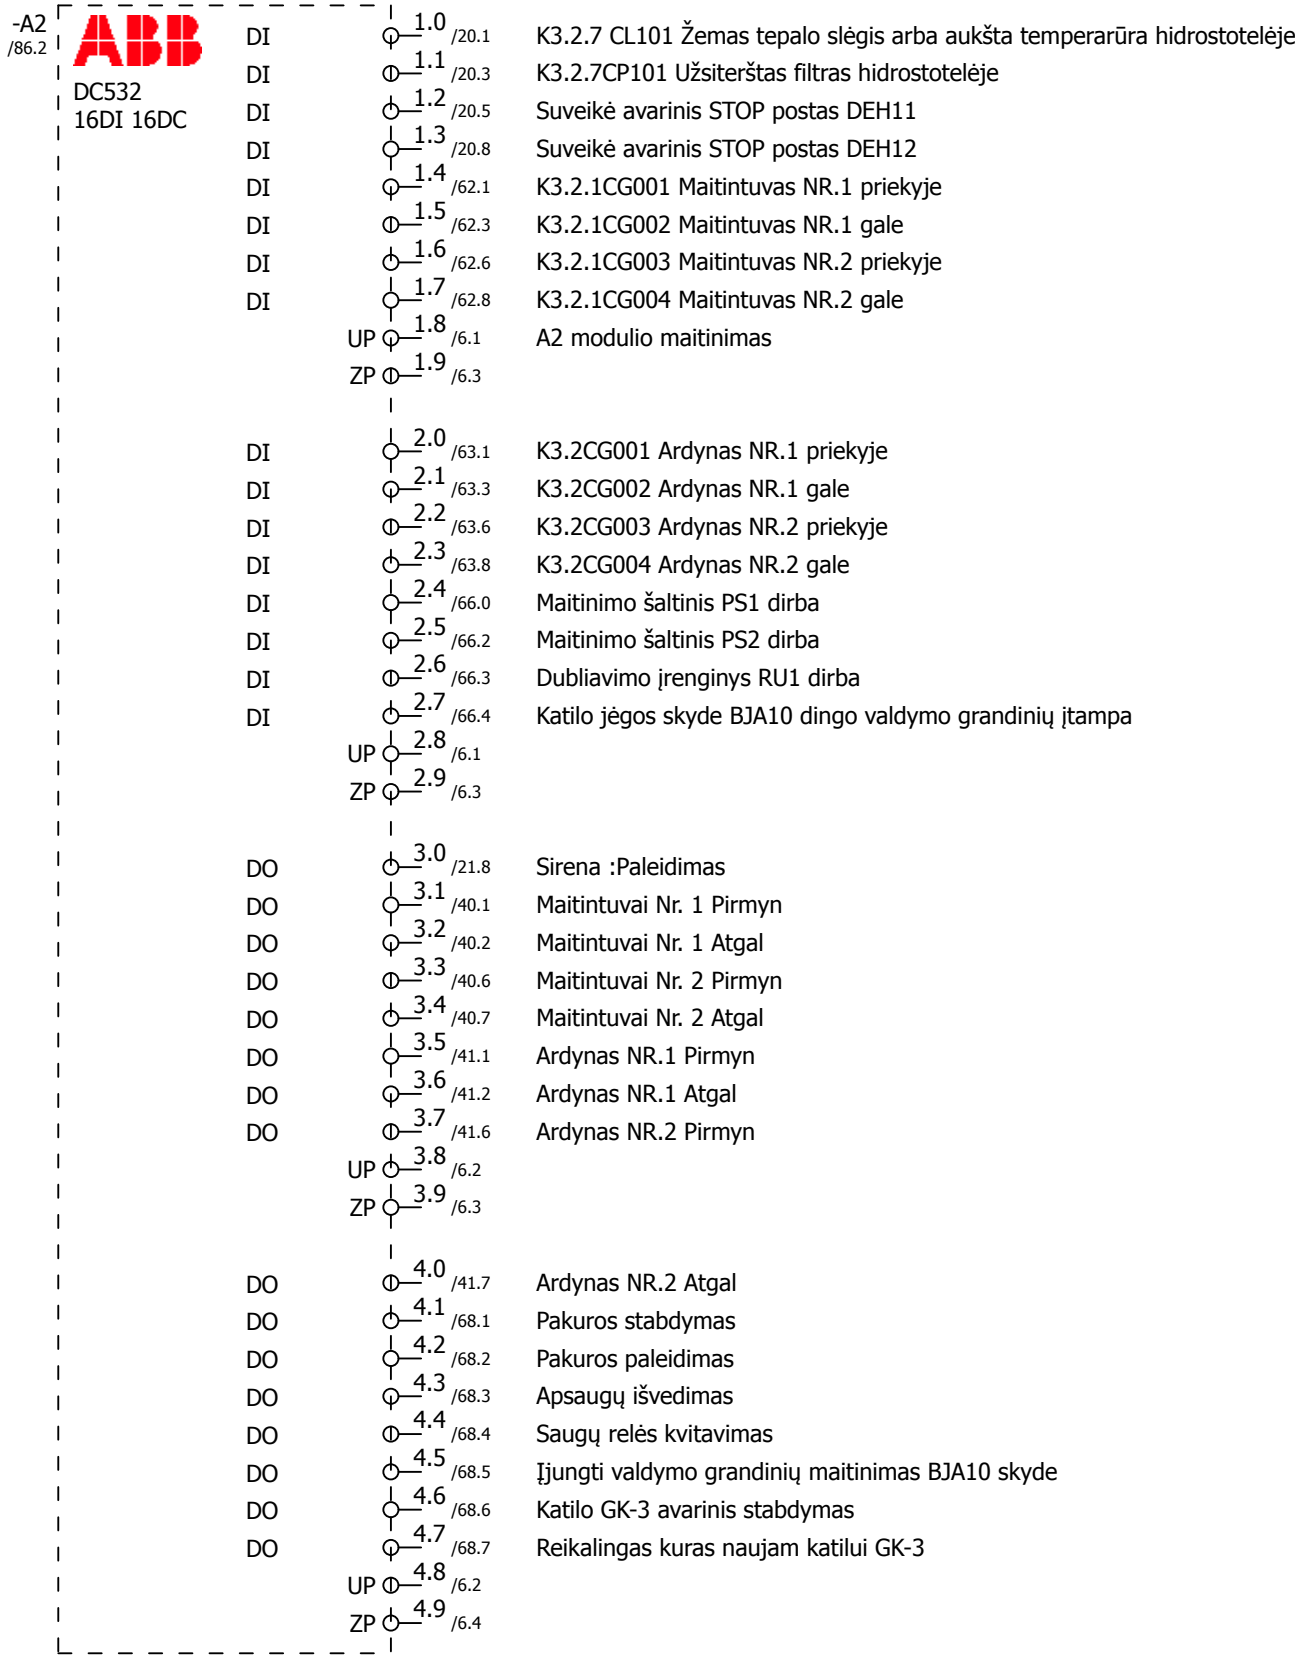 -A2
/86.2
ABB
DC532
16DI 16DC
DI 1.0 /20.1 K3.2.7 CL101 Žemas tepalo slėgis arba aukšta temperarūra hidrostotelėje
DI 1.1 /20.3 K3.2.7CP101 Užsiterštas filtras hidrostotelėje
DI 1.2 /20.5 Suveikė avarinis STOP postas DEH11
DI 1.3 /20.8 Suveikė avarinis STOP postas DEH12
DI 1.4 /62.1 K3.2.1CG001 Maitintuvas NR.1 priekyje
DI 1.5 /62.3 K3.2.1CG002 Maitintuvas NR.1 gale
DI 1.6 /62.6 K3.2.1CG003 Maitintuvas NR.2 priekyje
DI 1.7 /62.8 K3.2.1CG004 Maitintuvas NR.2 gale
UP 1.8 /6.1 A2 modulio maitinimas
ZP 1.9 /6.3
DI 2.0 /63.1 K3.2CG001 Ardynas NR.1 priekyje
DI 2.1 /63.3 K3.2CG002 Ardynas NR.1 gale
DI 2.2 /63.6 K3.2CG003 Ardynas NR.2 priekyje
DI 2.3 /63.8 K3.2CG004 Ardynas NR.2 gale
DI 2.4 /66.0 Maitinimo šaltinis PS1 dirba
DI 2.5 /66.2 Maitinimo šaltinis PS2 dirba
DI 2.6 /66.3 Dubliavimo įrenginys RU1 dirba
DI 2.7 /66.4 Katilo jėgos skyde BJA10 dingo valdymo grandinių įtampa
UP 2.8 /6.1
ZP 2.9 /6.3
DO 3.0 /21.8 Sirena :Paleidimas
DO 3.1 /40.1 Maitintuvai Nr. 1 Pirmyn
DO 3.2 /40.2 Maitintuvai Nr. 1 Atgal
DO 3.3 /40.6 Maitintuvai Nr. 2 Pirmyn
DO 3.4 /40.7 Maitintuvai Nr. 2 Atgal
DO 3.5 /41.1 Ardynas NR.1 Pirmyn
DO 3.6 /41.2 Ardynas NR.1 Atgal
DO 3.7 /41.6 Ardynas NR.2 Pirmyn
UP 3.8 /6.2
ZP 3.9 /6.3
DO 4.0 /41.7 Ardynas NR.2 Atgal
DO 4.1 /68.1 Pakuros stabdymas
DO 4.2 /68.2 Pakuros paleidimas
DO 4.3 /68.3 Apsaugų išvedimas
DO 4.4 /68.4 Saugų relės kvitavimas
DO 4.5 /68.5 Įjungti valdymo grandinių maitinimas BJA10 skyde
DO 4.6 /68.6 Katilo GK-3 avarinis stabdymas
DO 4.7 /68.7 Reikalingas kuras naujam katilui GK-3
UP 4.8 /6.2
ZP 4.9 /6.4